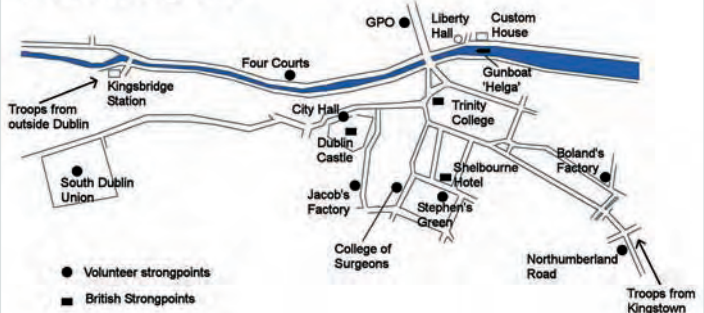 GPO
Liberty
Hall
Custom
House
Four Courts
Gunboat
'Helga'
Kingsbridge
Station
Troops from
outside Dublin
City Hall
Trinity
College
Dublin
Castle
Boland's
Factory
Shelbourne
Hotel
South Dublin
Union
Jacob's
Factory
Stephen's
Green
College of
Surgeons
Northumberland
Road
Volunteer strongpoints
British Strongpoints
Troops from
Kingstown